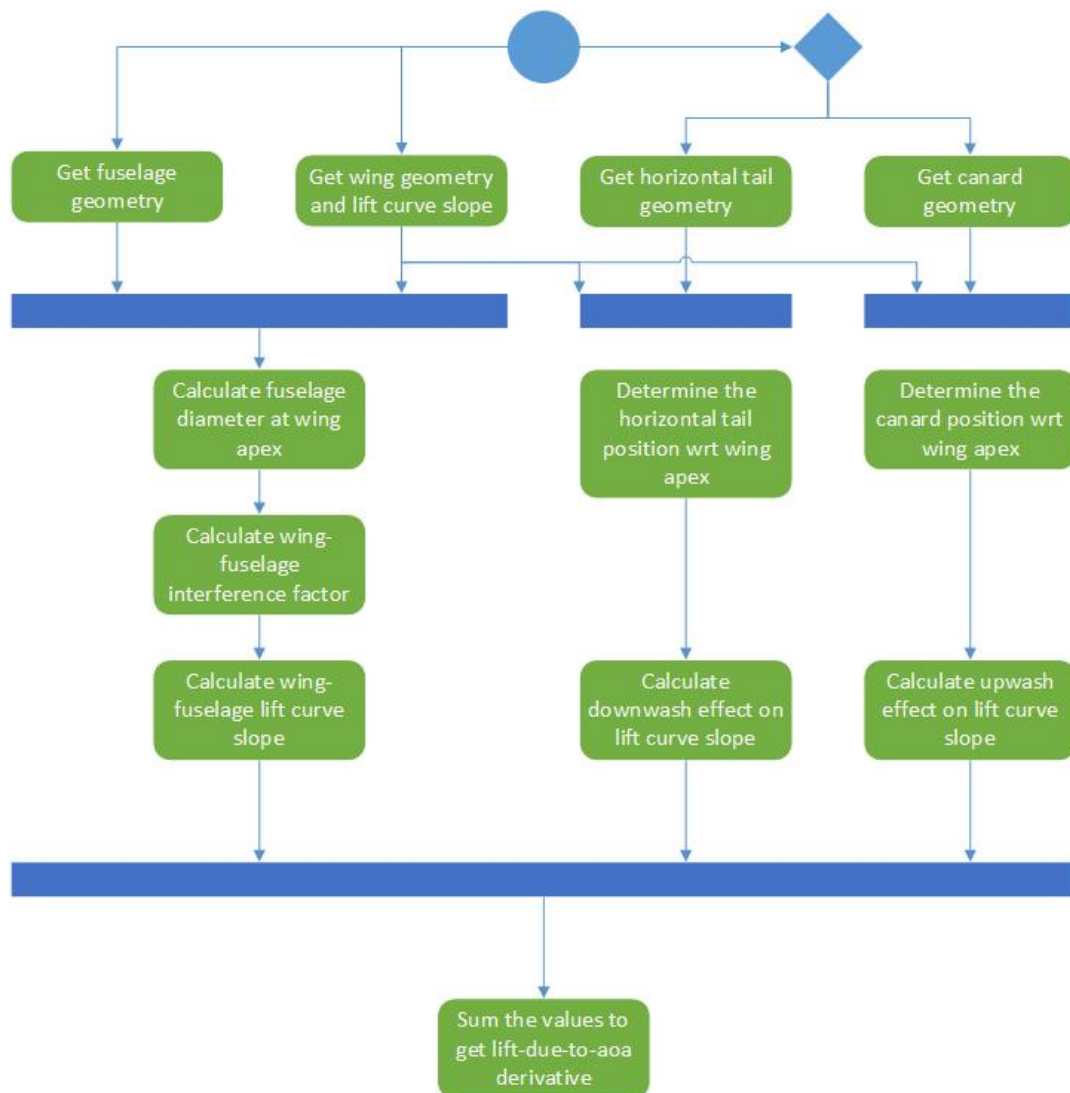 Get fuselage
geometry
Get wing geometry
and lift curve slope
Get horizontal tail
geometry
Get canard
geometry
Calculate fuselage
diameter at wing
apex
Determine the
horizontal tail
position wrt wing
apex
Determine the
canard position wrt
wing apex
Calculate wing-
fuselage
interference factor
Calculate wing-
fuselage lift curve
slope
Calculate
downwash effect on
lift curve slope
Calculate upwash
effect on lift curve
slope
Sum the values to
get lift-due-to-aoa
derivative